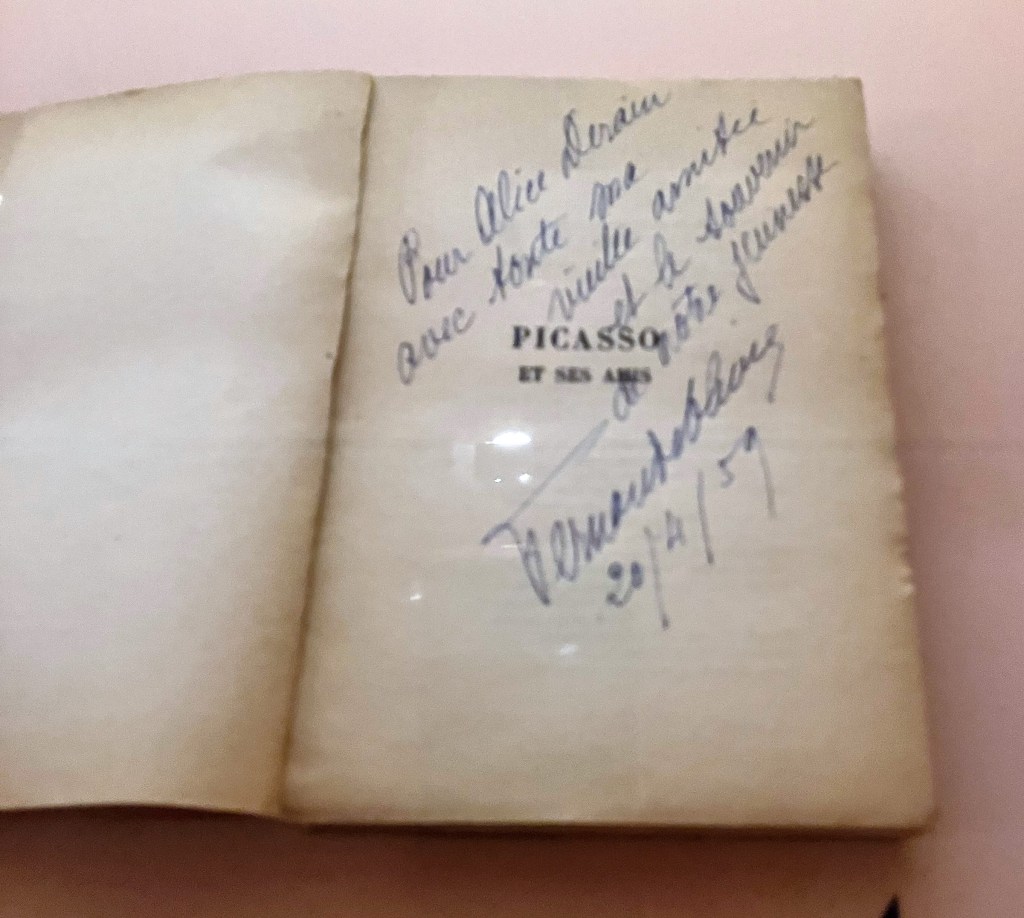 Pour Alice Derain
avec toute ma
vieille amitié
et le souvenir
de notre jeunesse
PICASSO
ET SES AMIS
Fernande Olivier
20/4/59